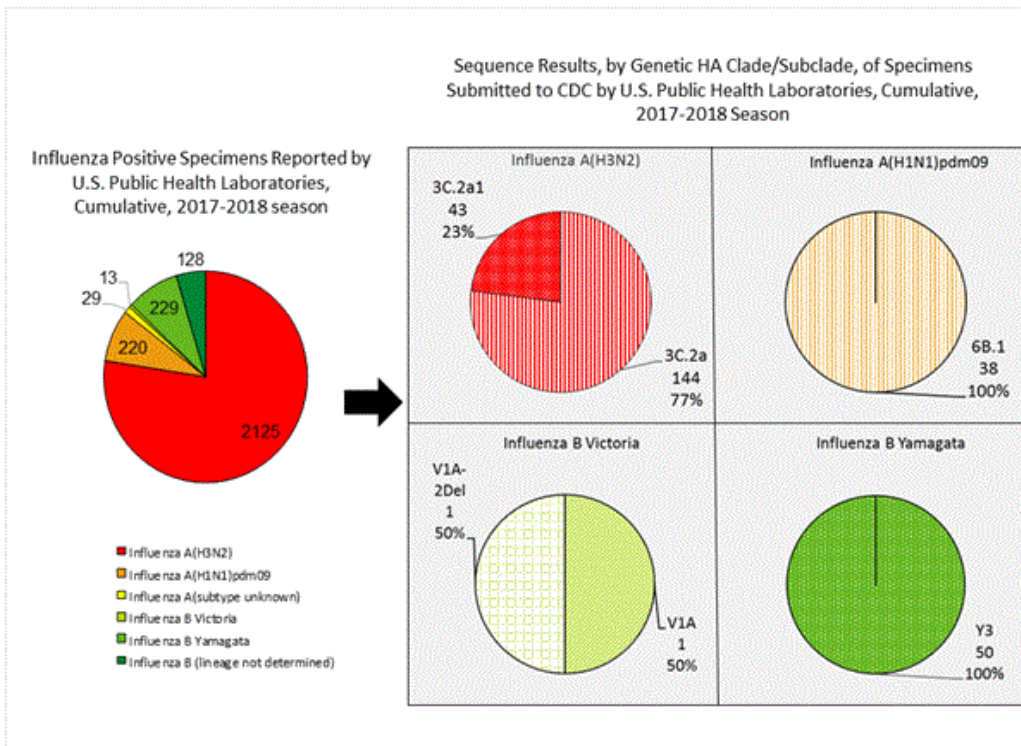 Sequence Results, by Genetic HA Clade/Subclade, of Specimens
Submitted to CDC by U.S. Public Health Laboratories, Cumulative,
2017-2018 Season
Influenza Positive Specimens Reported by
U.S. Public Health Laboratories,
Cumulative, 2017-2018 season
128
13
29
229
220
2125
Influenza A(H3N2)
Influenza A(H1N1)pdm09
Influenza A(subtype unknown)
Influenza B Victoria
Influenza B Yamagata
Influenza B (lineage not determined)
Influenza A(H3N2)
3C.2a1
43
23%
3C.2a
144
77%
Influenza A(H1N1)pdm09
6B.1
38
100%
Influenza B Victoria
V1A-
2Del
1
50%
V1A
1
50%
Influenza B Yamagata
Y3
50
100%